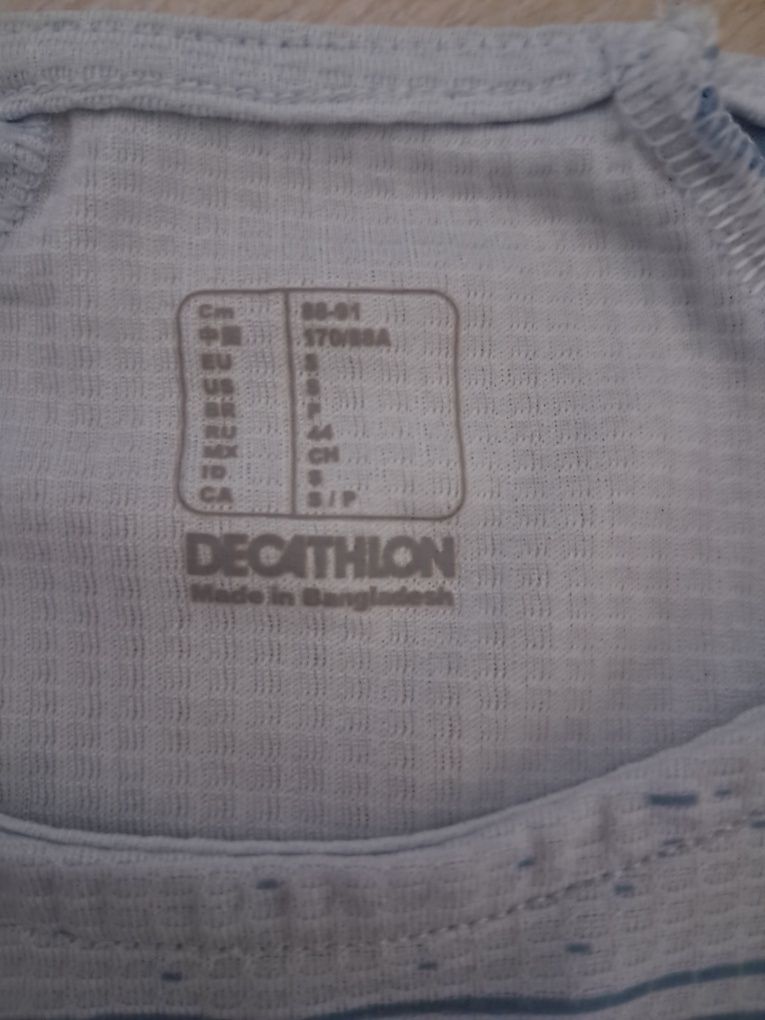 Cm 86-91
中国 170/88A
EU S
US S
BR P
RU 44
MX CH
ID S
CA S / P
DECATHLON
Made in Bangladesh